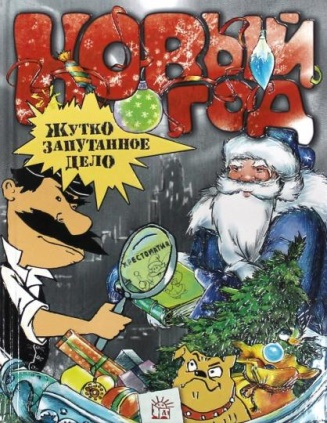 НОВЫЙ
ГОД
ЖУТКО
ЗАПУТАННОЕ
ДЕЛО
ХРЕСТОМАТИЯ